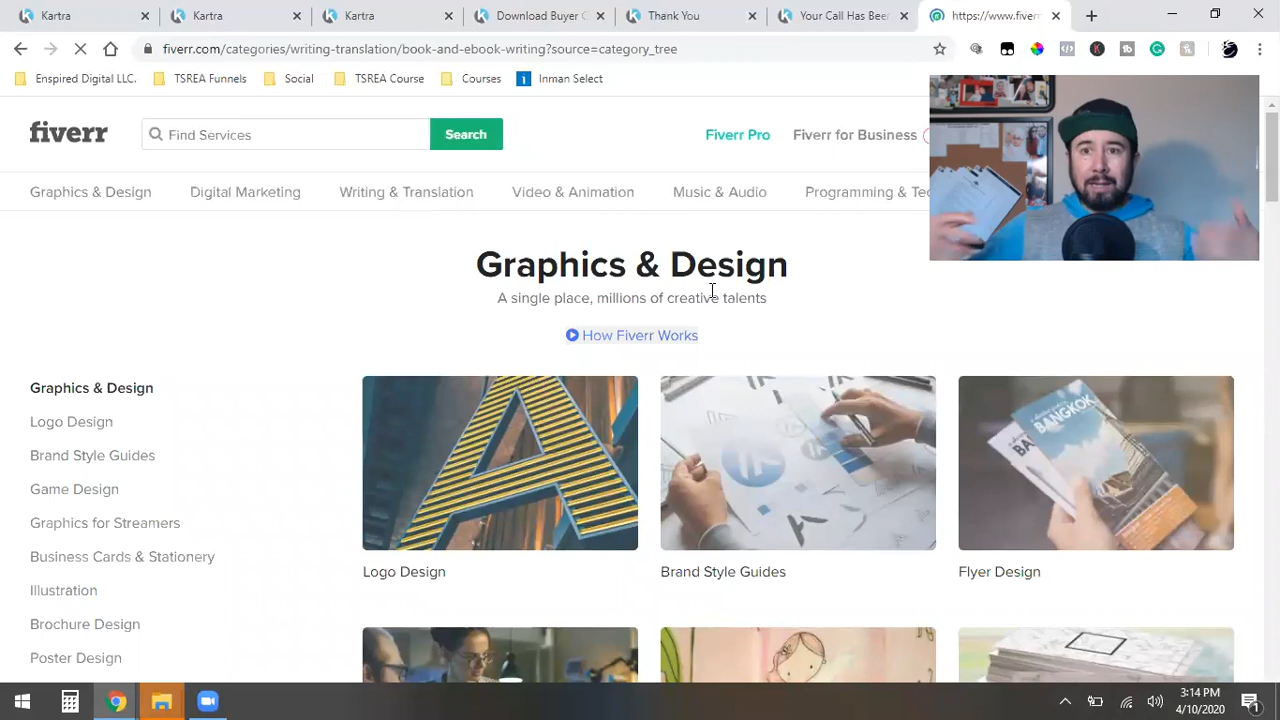 Kartra
Kartra
Kartra
Download Buyer G
Thank You
Your Call Has Beer
https://www.fiverr
fiverr.com/categories/writing-translation/book-and-ebook-writing?source=category_tree
Enspired Digital LLC.
TSREA Funnels
Social
TSREA Course
Courses
Inman Select
fiverr
Find Services
Search
Fiverr Pro
Fiverr for Business
Graphics & Design
Digital Marketing
Writing & Translation
Video & Animation
Music & Audio
Programming & Tec
Graphics & Design
A single place, millions of creative talents
How Fiverr Works
Graphics & Design
Logo Design
Brand Style Guides
Game Design
Graphics for Streamers
Business Cards & Stationery
Illustration
Brochure Design
Poster Design
BANGKOK
Logo Design
Brand Style Guides
Flyer Design
3:14 PM
4/10/2020